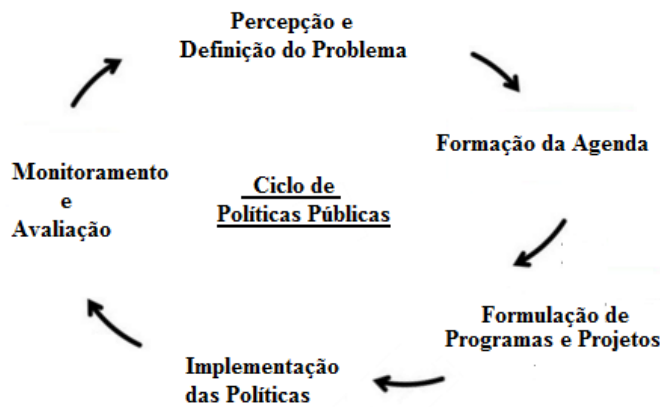 Percepção e
Definição do Problema
Formação da Agenda
Monitoramento
e
Avaliação
Ciclo de
Políticas Públicas
Formulação de
Programas e Projetos
Implementação
das Políticas